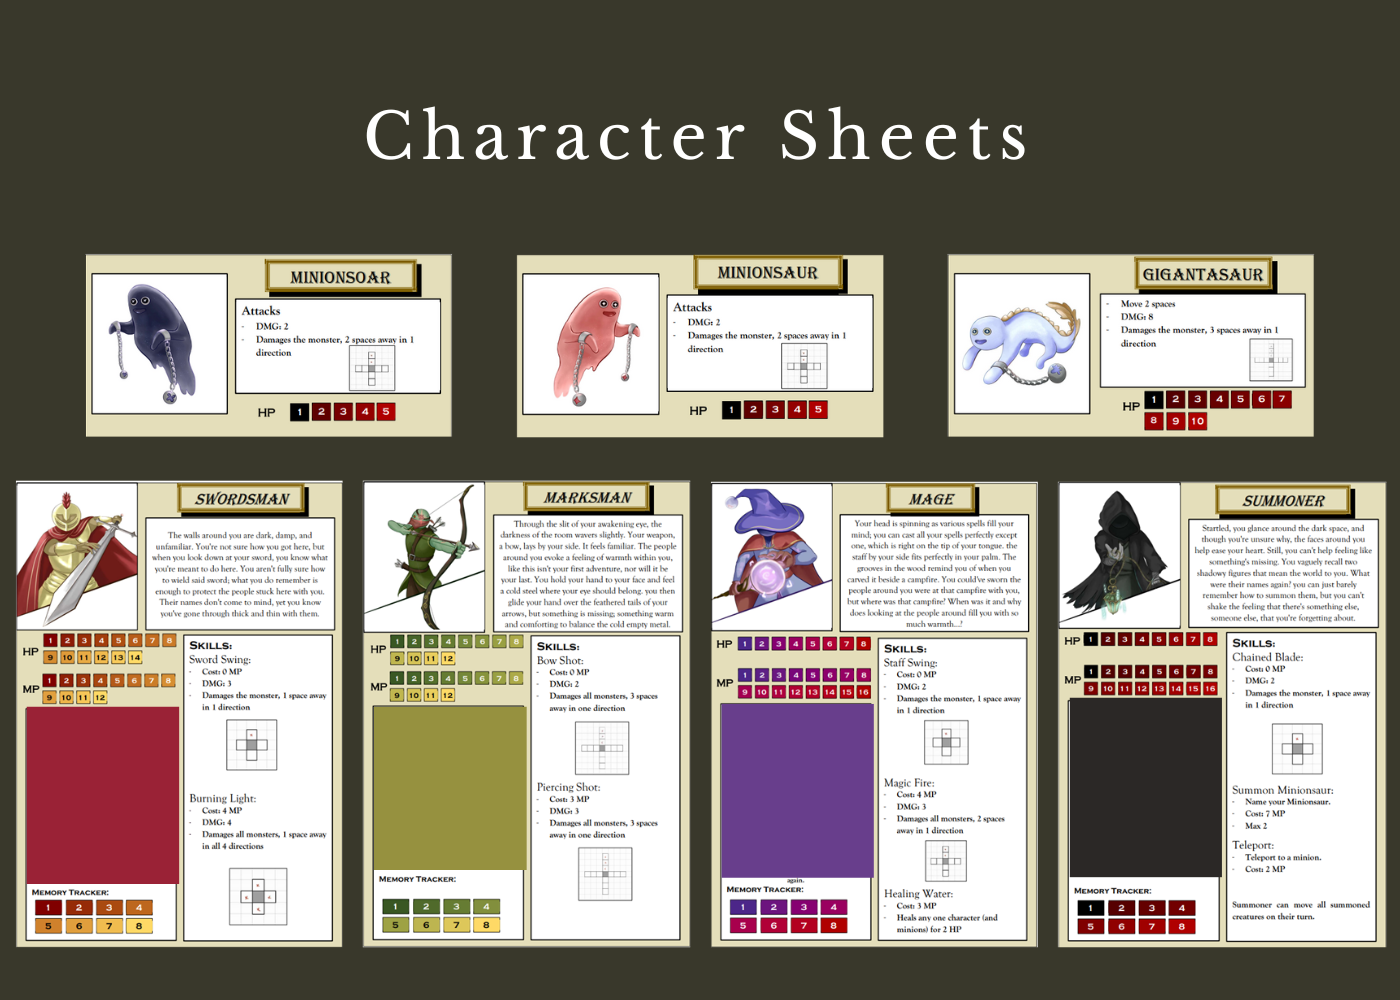 Character Sheets
MINIONSOAR
Attacks
- DMG: 2
- Damages the monster, 2 spaces away in 1
direction
HP 1 2 3 4 5
MINIONSAUR
Attacks
- DMG: 2
- Damages the monster, 2 spaces away in 1
direction
HP 1 2 3 4 5
GIGANTASAUR
- Move 2 spaces
- DMG: 8
- Damages the monster, 3 spaces away in 1
direction
HP 1 2 3 4 5 6 7
8 9 10
SWORDSMAN
The walls around you are dark, damp, and
unfamiliar. You're not sure how you got here, but
when you look down at your sword, you know what
you're meant to do here. You aren't fully sure how
to wield said sword; what you do remember is
enough to protect the people stuck here with you.
Their names don't come to mind, yet you know
you've gone through thick and thin with them.
HP 1 2 3 4 5 6 7 8
9 10 11 12 13 14
MP 1 2 3 4 5 6 7 8
9 10 11 12
SKILLS:
Sword Swing:
- Cost: 0 MP
- DMG: 3
- Damages the monster, 1 space away
in 1 direction
Burning Light:
- Cost: 4 MP
- DMG: 4
- Damages all monsters, 1 space away
in all 4 directions
MEMORY TRACKER:
1 2 3 4
5 6 7 8
MARKSMAN
Through the slit of your awakening eye, the
darkness of the room wavers slightly. Your weapon,
a bow, lays by your side. It feels familiar. The people
around you evoke a feeling of warmth within you,
like this isn't your first adventure, nor will it be
your last. You hold your hand to your face and feel
a cold steel where your eye should belong. you then
glide your hand over the feathered tails of your
arrows, but something is missing; something warm
and comforting to balance the cold empty metal.
HP 1 2 3 4 5 6 7 8
9 10 11 12
MP 1 2 3 4 5 6 7 8
9 10 11 12
SKILLS:
Bow Shot:
- Cost: 0 MP
- DMG: 2
- Damages all monsters, 3 spaces
away in one direction
Piercing Shot:
- Cost: 3 MP
- DMG: 3
- Damages all monsters, 3 spaces
away in one direction
MEMORY TRACKER:
1 2 3 4
5 6 7 8
MAGE
Your head is spinning as various spells fill your
mind; you can cast all your spells perfectly except
one, which is right on the tip of your tongue. the
staff by your side fits perfectly in your palm. The
grooves in the wood remind you of when you
carved it beside a campfire. You could've sworn the
people around you were at that campfire with you,
but where was that campfire? When was it and why
does looking at the people around fill you with so
much warmth...?
HP 1 2 3 4 5 6 7 8
MP 1 2 3 4 5 6 7 8
9 10 11 12 13 14 15 16
SKILLS:
Staff Swing:
- Cost: 0 MP
- DMG: 2
- Damages the monster, 1 space away
in 1 direction
Magic Fire:
- Cost: 4 MP
- DMG: 3
- Damages all monsters, 2 spaces
away in 1 direction
Healing Water:
- Cost: 3 MP
- Heals any one character (and
minions) for 2 HP
again.
MEMORY TRACKER:
1 2 3 4
5 6 7 8
SUMMONER
Startled, you glance around the dark space, and
though you're unsure why, the faces around you
help ease your heart. Still, you can't help feeling like
something's missing. You vaguely recall two
shadowy figures that mean the world to you. What
were their names again? you can just barely
remember how to summon them, but you can't
shake the feeling that there's something else,
someone else, that you're forgetting about.
HP 1 2 3 4 5 6 7 8
MP 1 2 3 4 5 6 7 8
9 10 11 12 13 14 15 16
SKILLS:
Chained Blade:
- Cost: 0 MP
- DMG: 2
- Damages the monster, 1 space away
in 1 direction
Summon Minionsaur:
- Name your Minionsaur.
- Cost: 7 MP
- Max 2
Teleport:
- Teleport to a minion.
- Cost: 2 MP
Summoner can move all summoned
creatures on their turn.
MEMORY TRACKER:
1 2 3 4
5 6 7 8